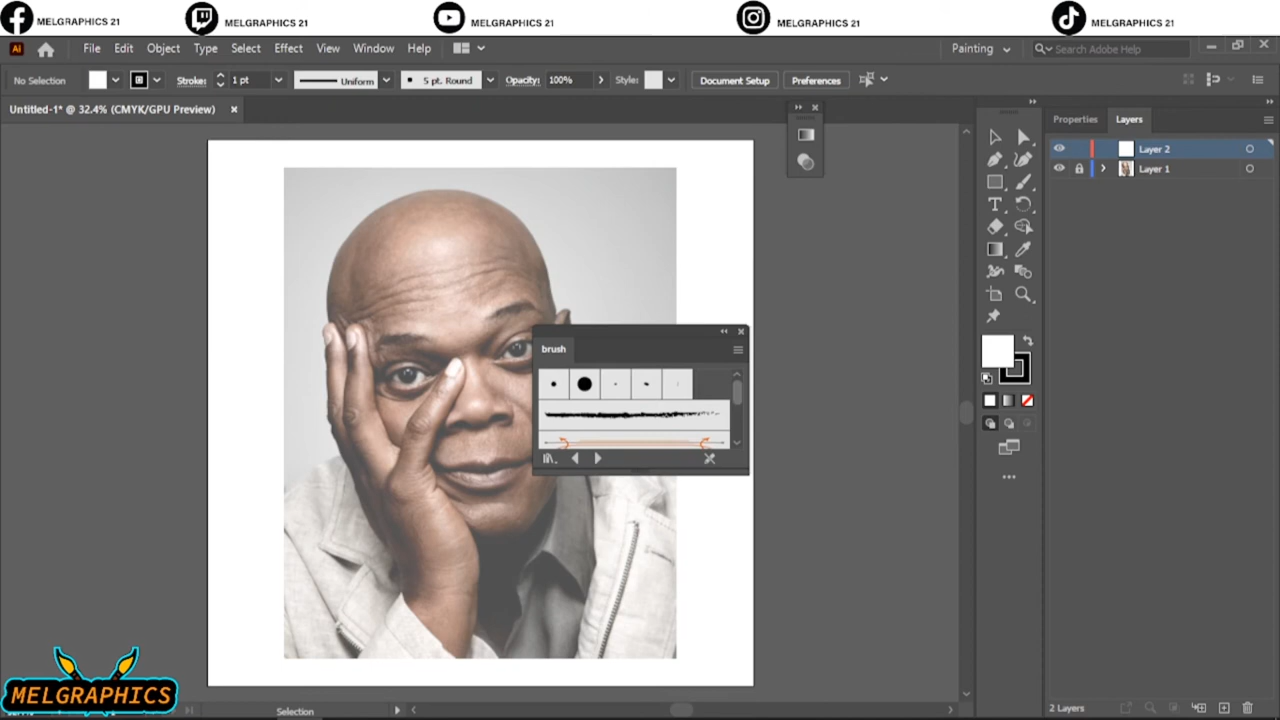 MELGRAPHICS 21
MELGRAPHICS 21
MELGRAPHICS 21
MELGRAPHICS 21
MELGRAPHICS 21
Ai File Edit Object Type Select Effect View Window Help Painting Search Adobe Help
No Selection Stroke: 1 pt Uniform 5 pt. Round Opacity: 100% Style: Document Setup Preferences
Untitled-1* @ 32.4% (CMYK/GPU Preview)
Properties Layers
Layer 2
Layer 1
brush
MELGRAPHICS
Selection
2 Layers